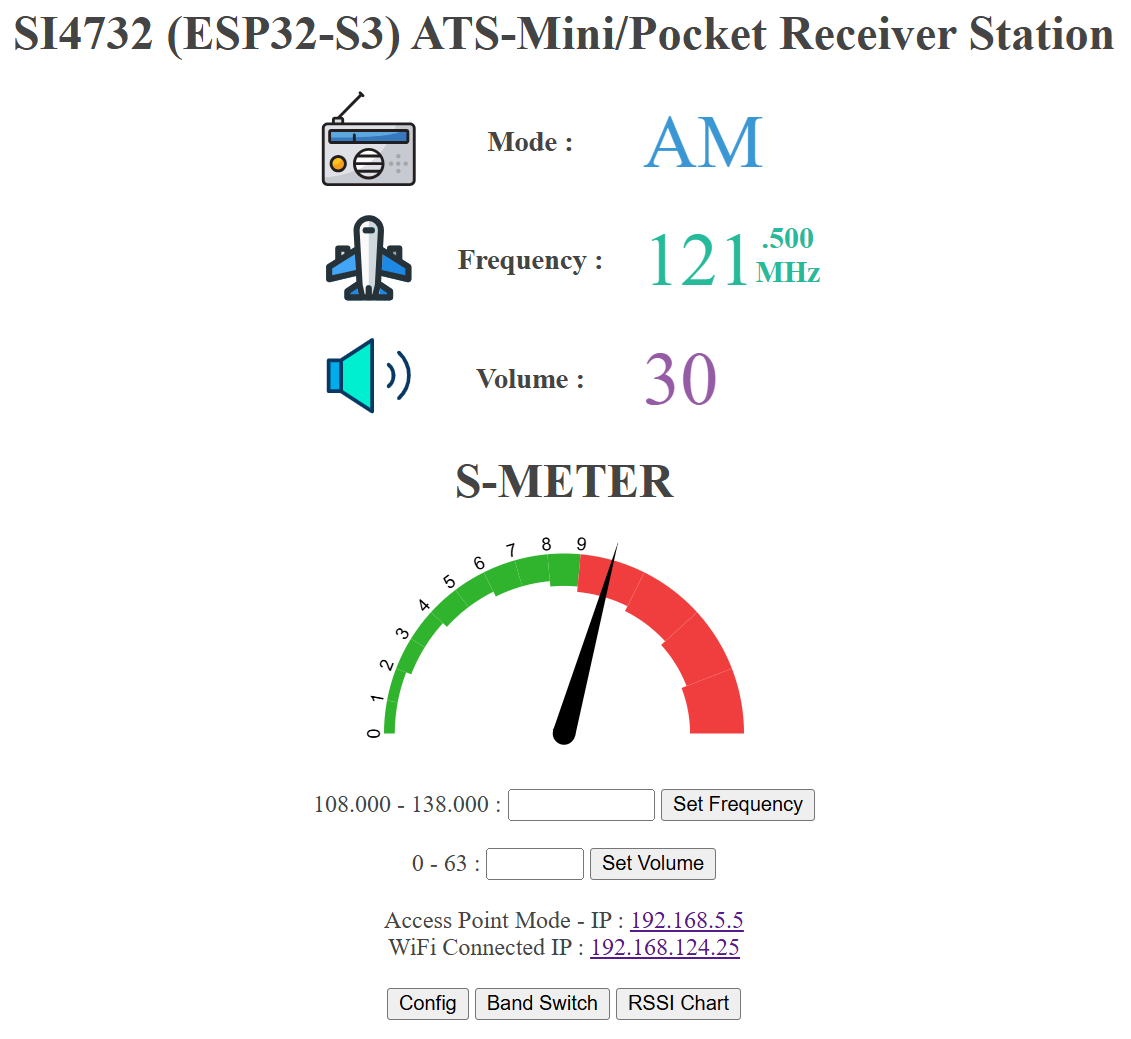 SI4732 (ESP32-S3) ATS-Mini/Pocket Receiver Station
Mode : AM
Frequency : 121.500 MHz
Volume : 30
S-METER
0 1 2 3 4 5 6 7 8 9
108.000 - 138.000 : Set Frequency
0 - 63 : Set Volume
Access Point Mode - IP : 192.168.5.5
WiFi Connected IP : 192.168.124.25
Config Band Switch RSSI Chart